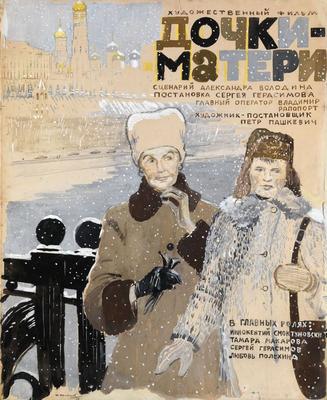 ХУДОЖЕСТВЕННЫЙ ФИЛЬМ
ДОЧКИ-
МАТЕРИ
СЦЕНАРИЙ АЛЕКСАНДРА ВОЛОДИНА
ПОСТАНОВКА СЕРГЕЯ ГЕРАСИМОВА
ГЛАВНЫЙ ОПЕРАТОР ВЛАДИМИР
РАПОПОРТ
ХУДОЖНИК-ПОСТАНОВЩИК
ПЕТР ПАШКЕВИЧ
В ГЛАВНЫХ РОЛЯХ:
ИННОКЕНТИЙ СМОКТУНОВСКИЙ
ТАМАРА МАКАРОВА
СЕРГЕЙ ГЕРАСИМОВ
ЛЮБОВЬ ПОЛЕХИНА